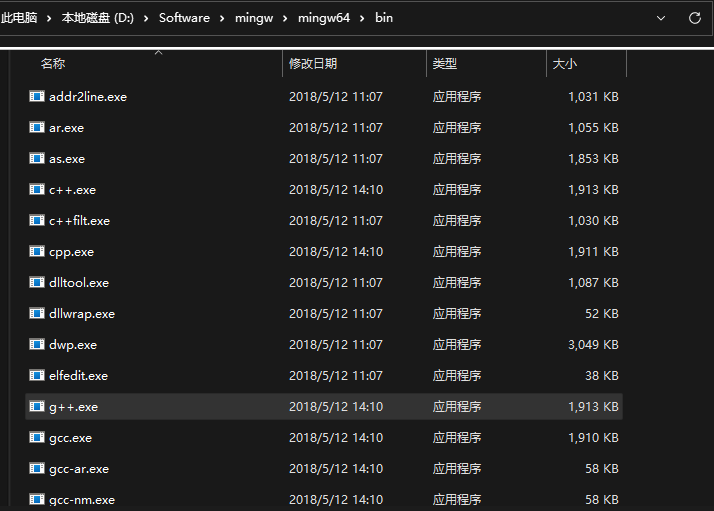 此电脑 > 本地磁盘 (D:) > Software > mingw > mingw64 > bin
名称 修改日期 类型 大小
addr2line.exe 2018/5/12 11:07 应用程序 1,031 KB
ar.exe 2018/5/12 11:07 应用程序 1,055 KB
as.exe 2018/5/12 11:07 应用程序 1,853 KB
c++.exe 2018/5/12 14:10 应用程序 1,913 KB
c++filt.exe 2018/5/12 11:07 应用程序 1,030 KB
cpp.exe 2018/5/12 14:10 应用程序 1,911 KB
dlltool.exe 2018/5/12 11:07 应用程序 1,087 KB
dllwrap.exe 2018/5/12 11:07 应用程序 52 KB
dwp.exe 2018/5/12 11:07 应用程序 3,049 KB
elfedit.exe 2018/5/12 11:07 应用程序 38 KB
g++.exe 2018/5/12 14:10 应用程序 1,913 KB
gcc.exe 2018/5/12 14:10 应用程序 1,910 KB
gcc-ar.exe 2018/5/12 14:10 应用程序 58 KB
gcc-nm.exe 2018/5/12 14:10 应用程序 58 KB